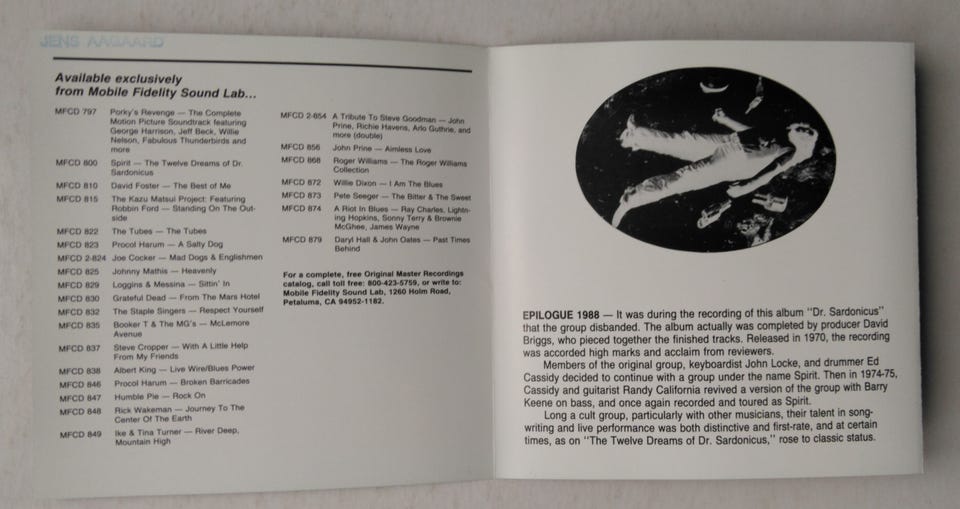 JENS AAGAARD
Available exclusively
from Mobile Fidelity Sound Lab...
MFCD 797 Porky's Revenge — The Complete
Motion Picture Soundtrack featuring
George Harrison, Jeff Beck, Willie
Nelson, Fabulous Thunderbirds and
more
MFCD 800 Spirit — The Twelve Dreams of Dr.
Sardonicus
MFCD 810 David Foster — The Best of Me
MFCD 815 The Kazu Matsui Project: Featuring
Robbin Ford — Standing On The Out-
side
MFCD 822 The Tubes — The Tubes
MFCD 823 Procol Harum — A Salty Dog
MFCD 2-824 Joe Cocker — Mad Dogs & Englishmen
MFCD 825 Johnny Mathis — Heavenly
MFCD 829 Loggins & Messina — Sittin' In
MFCD 830 Grateful Dead — From The Mars Hotel
MFCD 832 The Staple Singers — Respect Yourself
MFCD 835 Booker T & The MG's — McLemore
Avenue
MFCD 837 Steve Cropper — With A Little Help
From My Friends
MFCD 838 Albert King — Live Wire/Blues Power
MFCD 846 Procol Harum — Broken Barricades
MFCD 847 Humble Pie — Rock On
MFCD 848 Rick Wakeman — Journey To The
Center Of The Earth
MFCD 849 Ike & Tina Turner — River Deep,
Mountain High
MFCD 2-854 A Tribute To Steve Goodman — John
Prine, Richie Havens, Arlo Guthrie, and
more (double)
MFCD 856 John Prine — Aimless Love
MFCD 868 Roger Williams — The Roger Williams
Collection
MFCD 872 Willie Dixon — I Am The Blues
MFCD 873 Pete Seeger — The Bitter & The Sweet
MFCD 874 A Riot In Blues — Ray Charles, Lightn-
ing Hopkins, Sonny Terry & Brownie
McGhee, James Wayne
MFCD 879 Daryl Hall & John Oates — Past Times
Behind
For a complete, free Original Master Recordings
catalog, call toll free: 800-423-5759, or write to:
Mobile Fidelity Sound Lab, 1260 Holm Road,
Petaluma, CA 94952-1182.
EPILOGUE 1988 — It was during the recording of this album "Dr. Sardonicus"
that the group disbanded. The album actually was completed by producer David
Briggs, who pieced together the finished tracks. Released in 1970, the recording
was accorded high marks and acclaim from reviewers.
Members of the original group, keyboardist John Locke, and drummer Ed
Cassidy decided to continue with a group under the name Spirit. Then in 1974-75,
Cassidy and guitarist Randy California revived a version of the group with Barry
Keene on bass, and once again recorded and toured as Spirit.
Long a cult group, particularly with other musicians, their talent in song-
writing and live performance was both distinctive and first-rate, and at certain
times, as on "The Twelve Dreams of Dr. Sardonicus," rose to classic status.